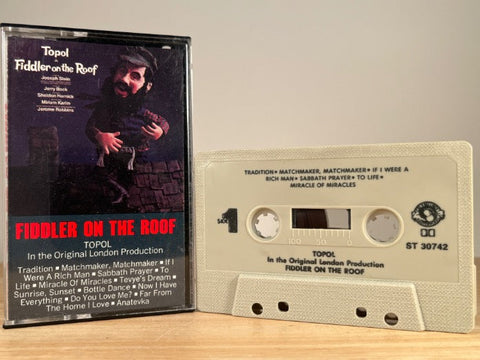 Topol
in
Fiddler on the Roof
Joseph Stein
Jerry Bock
Sheldon Harnick
Miriam Karlin
Jerome Robbins
FIDDLER ON THE ROOF
TOPOL
In the Original London Production
Tradition • Matchmaker, Matchmaker • If I
Were A Rich Man • Sabbath Prayer • To
Life • Miracle Of Miracles • Tevye's Dream •
Sunrise, Sunset • Bottle Dance • Now I Have
Everything • Do You Love Me? • Far From
The Home I Love • Anatevka
TRADITION • MATCHMAKER, MATCHMAKER • IF I WERE A
RICH MAN • SABBATH PRAYER • TO LIFE •
MIRACLE OF MIRACLES
SIDE 1
100 50 0
ST 30742
TOPOL
In the Original London Production
FIDDLER ON THE ROOF